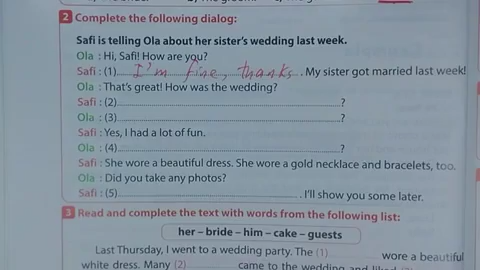 2 Complete the following dialog:
Safi is telling Ola about her sister's wedding last week.
Ola : Hi, Safi! How are you?
Safi : (1) I'm fine, thanks. My sister got married last week!
Ola : That's great! How was the wedding?
Safi : (2) ?
Ola : (3) ?
Safi : Yes, I had a lot of fun.
Ola : (4) ?
Safi : She wore a beautiful dress. She wore a gold necklace and bracelets, too.
Ola : Did you take any photos?
Safi : (5) . I'll show you some later.
3 Read and complete the text with words from the following list:
her – bride – him – cake – guests
Last Thursday, I went to a wedding party. The (1) wore a beautiful
white dress. Many (2) came to the wedding and liked